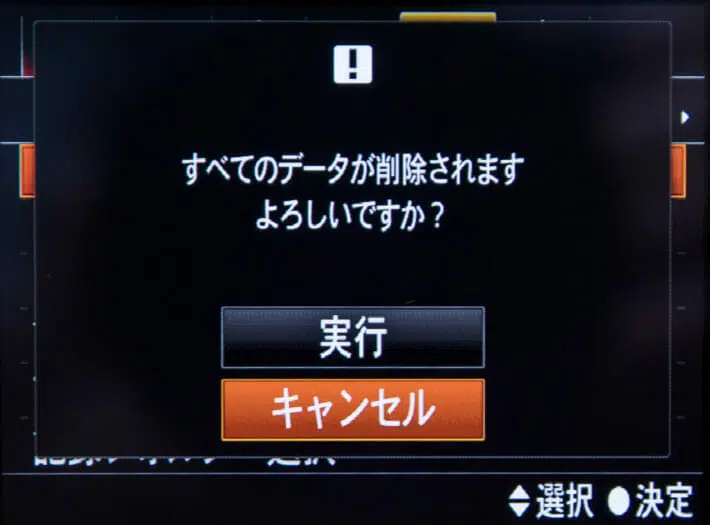 すべてのデータが削除されます
よろしいですか？
実行
キャンセル
選択 決定